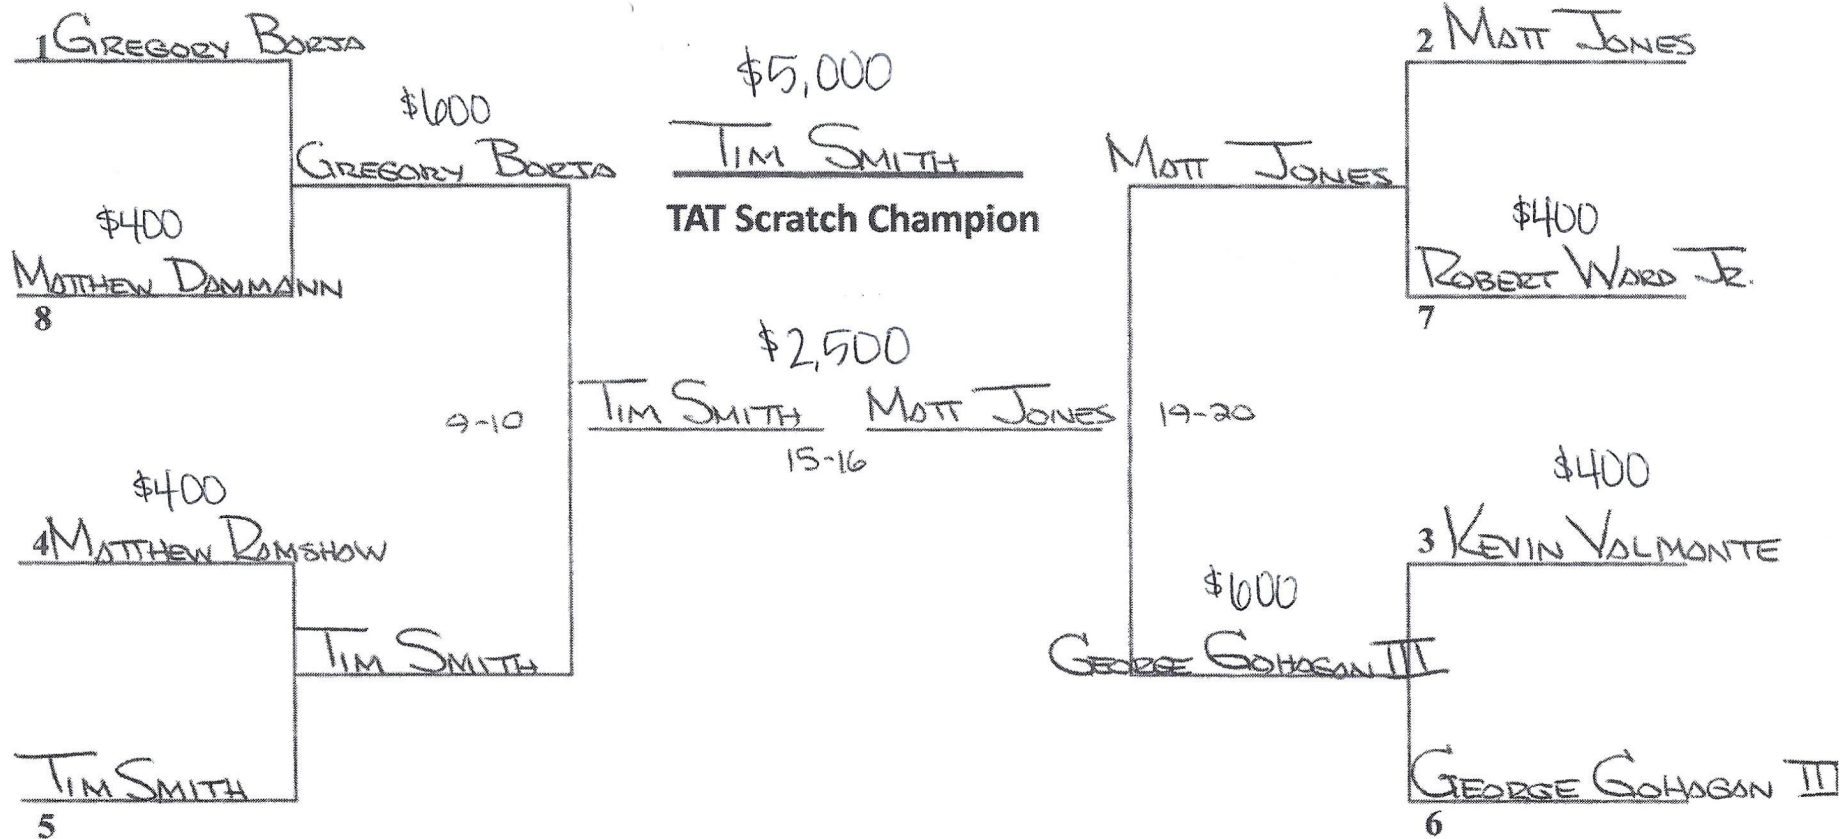 1 GREGORY BORJA
$600
GREGORY BORJA
$400
MATTHEW DAMMANN
8
9-10
$400
4 MATTHEW RAMSHAW
TIM SMITH
TIM SMITH
5
$5,000
TIM SMITH
TAT Scratch Champion
$2,500
TIM SMITH MATT JONES
15-16
2 MATT JONES
MATT JONES
$400
ROBERT WARD JR.
7
19-20
$400
3 KEVIN VALMONTE
$600
GEORGE GOHAGAN III
GEORGE GOHAGAN III
6